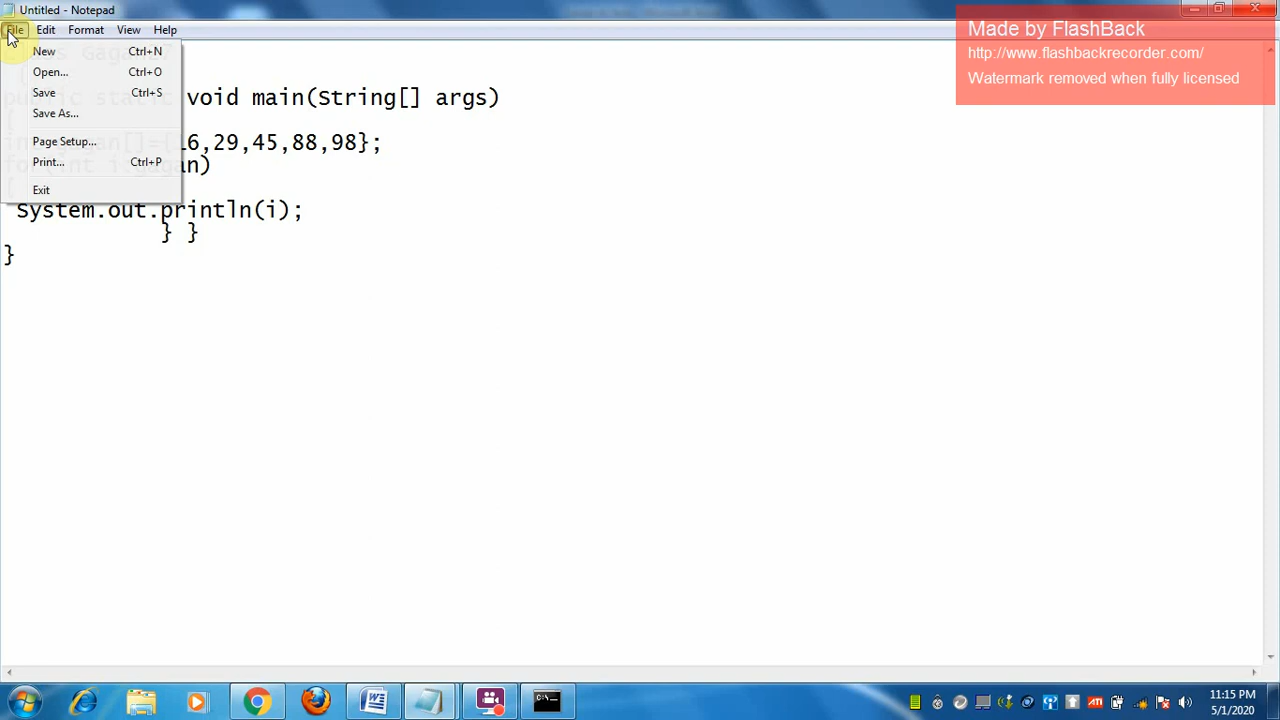 Untitled - Notepad
File Edit Format View Help
New Ctrl+N
Open... Ctrl+O
Save Ctrl+S
Save As...
Page Setup...
Print... Ctrl+P
Exit
void main(String[] args)
16,29,45,88,98};
System.out.println(i);
} }
}
Made by FlashBack
http://www.flashbackrecorder.com/
Watermark removed when fully licensed
11:15 PM
5/1/2020